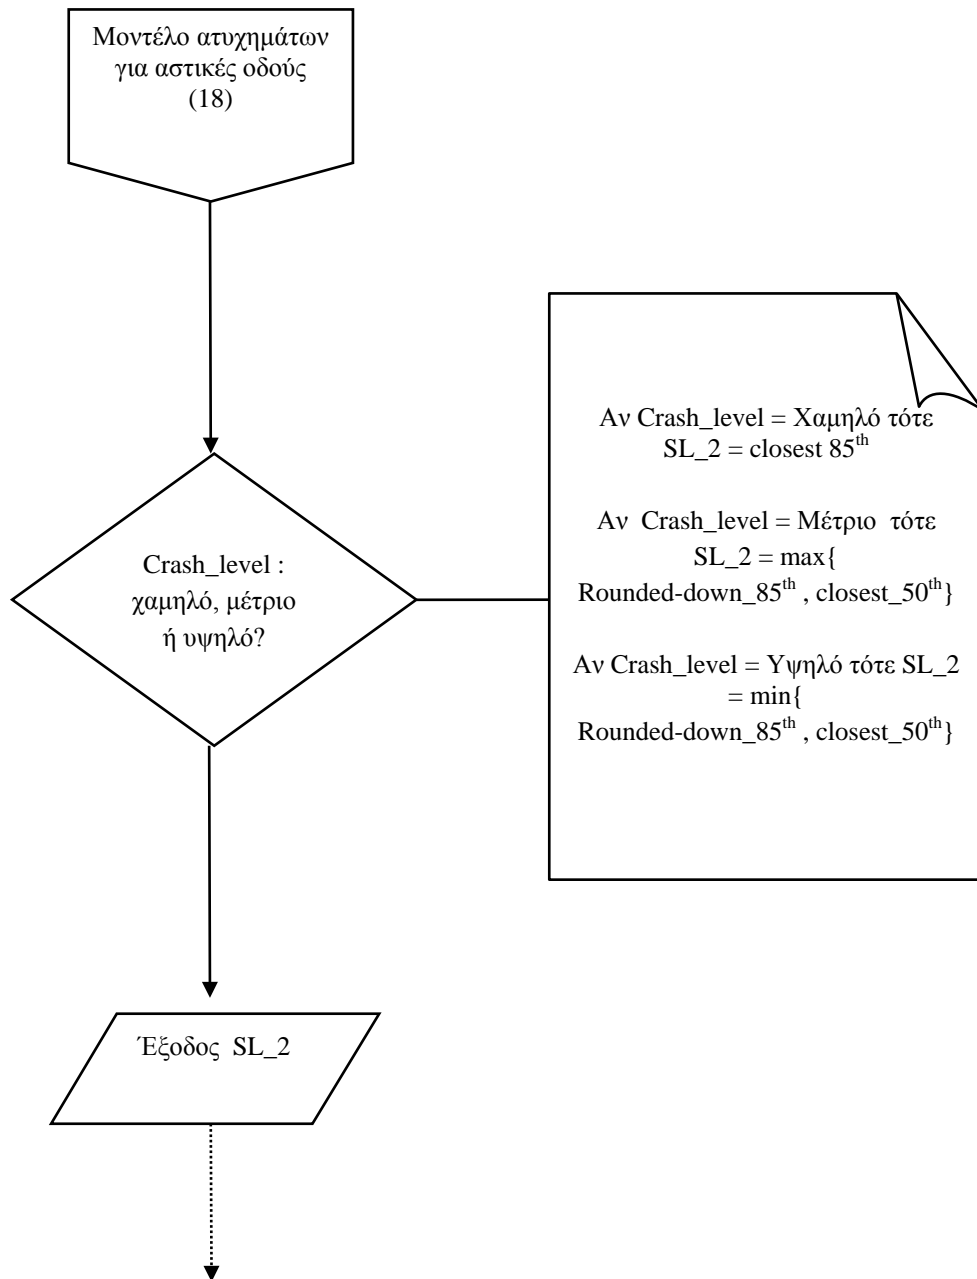 Μοντέλο ατυχημάτων
για αστικές οδούς
(18)
Αν Crash_level = Χαμηλό τότε
SL_2 = closest 85th
Αν Crash_level = Μέτριο τότε
SL_2 = max{
Rounded-down_85th , closest_50th}
Αν Crash_level = Υψηλό τότε SL_2
= min{
Rounded-down_85th , closest_50th}
Crash_level :
χαμηλό, μέτριο
ή υψηλό?
Έξοδος SL_2